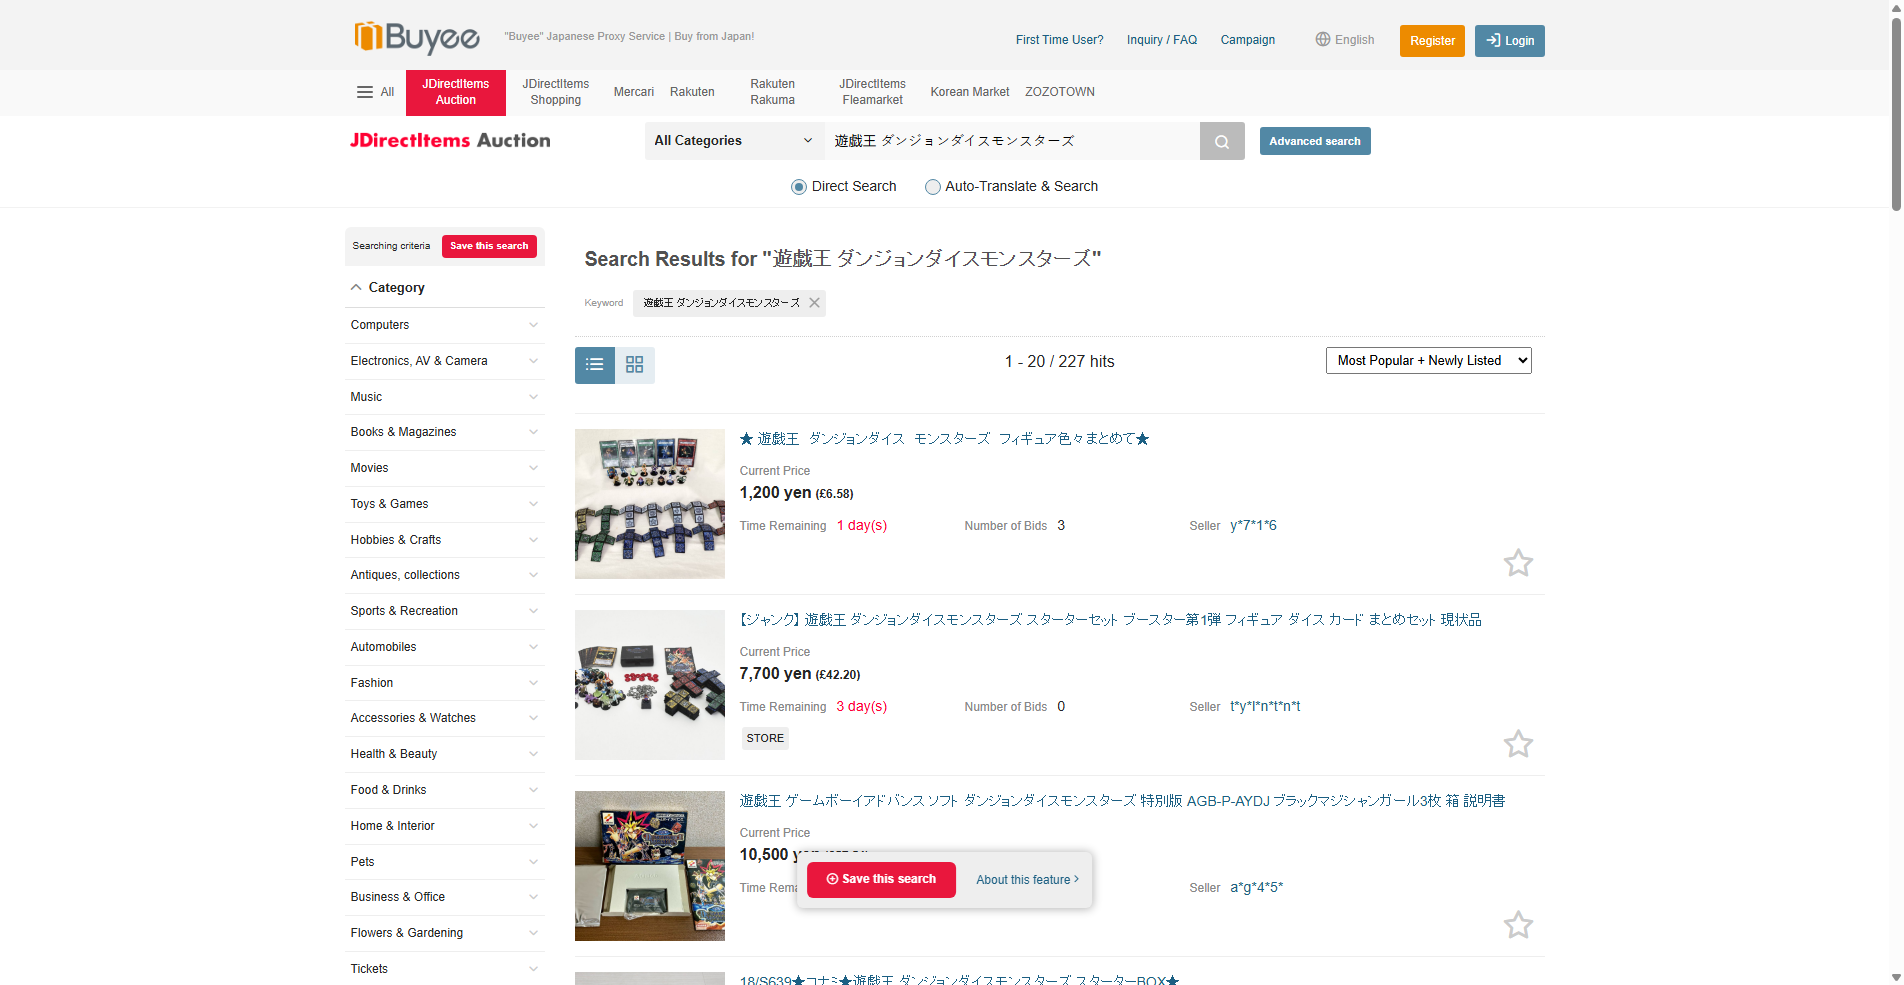 Buyee
"Buyee" Japanese Proxy Service | Buy from Japan!
First Time User?
Inquiry / FAQ
Campaign
English
Register
Login
All
JDirectItems Auction
JDirectItems Shopping
Mercari
Rakuten
Rakuten Rakuma
JDirectItems Fleamarket
Korean Market
ZOZOTOWN
JDirectItems Auction
All Categories
遊戯王 ダンジョンダイスモンスターズ
Advanced search
Direct Search
Auto-Translate & Search
Searching criteria
Save this search
Category
Computers
Electronics, AV & Camera
Music
Books & Magazines
Movies
Toys & Games
Hobbies & Crafts
Antiques, collections
Sports & Recreation
Automobiles
Fashion
Accessories & Watches
Health & Beauty
Food & Drinks
Home & Interior
Pets
Business & Office
Flowers & Gardening
Tickets
Search Results for "遊戯王 ダンジョンダイスモンスターズ"
Keyword
遊戯王 ダンジョンダイスモンスターズ
1 - 20 / 227 hits
Most Popular + Newly Listed
★ 遊戯王　ダンジョンダイス　モンスターズ　フィギュア色々まとめて★
Current Price
1,200 yen (£6.58)
Time Remaining 1 day(s)
Number of Bids 3
Seller y*7*1*6
【ジャンク】 遊戯王 ダンジョンダイスモンスターズ スターターセット ブースター第1弾 フィギュア ダイス カード まとめセット 現状品
Current Price
7,700 yen (£42.20)
Time Remaining 3 day(s)
Number of Bids 0
Seller t*y*l*n*t*n*t
STORE
遊戯王 ゲームボーイアドバンス ソフト ダンジョンダイスモンスターズ 特別版 AGB-P-AYDJ ブラックマジシャンガール3枚 箱 説明書
Current Price
10,500
Time
Seller a*g*4*5*
Save this search
About this feature
18/S639★コナミ★遊戯王 ダンジョンダイスモンスターズ スターターBOX★